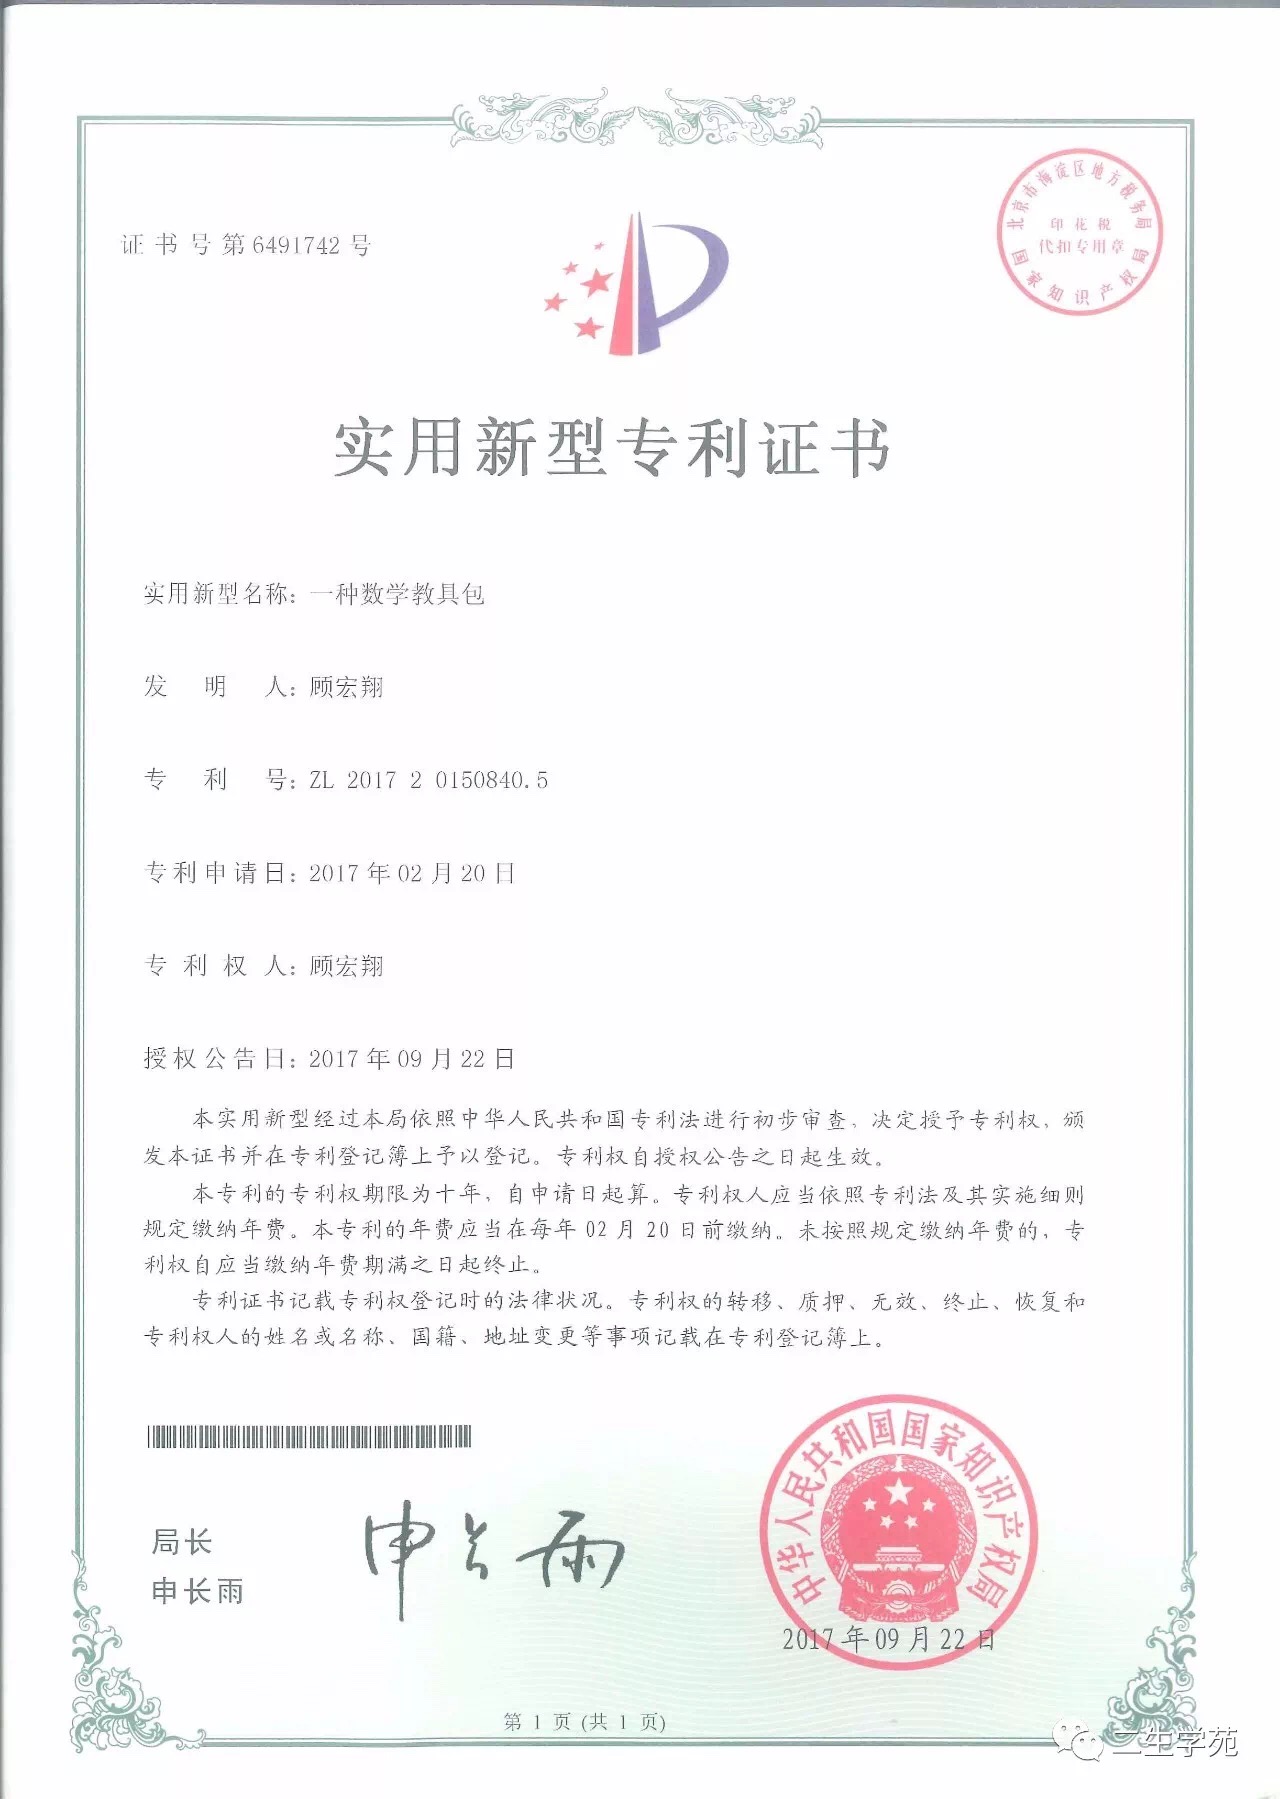 证书号第6491742号
北京市海淀区地方税务局
印花税
代扣专用章
国家知识产权局
实用新型专利证书
实用新型名称：一种数学教具包
发明人：顾宏翔
专利号：ZL 2017 2 0150840.5
专利申请日：2017年02月20日
专利权人：顾宏翔
授权公告日：2017年09月22日
本实用新型经过本局依照中华人民共和国专利法进行初步审查，决定授予专利权，颁
发本证书并在专利登记簿上予以登记。专利权自授权公告之日起生效。
本专利的专利权期限为十年，自申请日起算。专利权人应当依照专利法及其实施细则
规定缴纳年费。本专利的年费应当在每年02月20日前缴纳。未按照规定缴纳年费的，专
利权自应当缴纳年费期满之日起终止。
专利证书记载专利权登记时的法律状况。专利权的转移、质押、无效、终止、恢复和
专利权人的姓名或名称、国籍、地址变更等事项记载在专利登记簿上。
局长
申长雨
申长雨
中华人民共和国国家知识产权局
2017年09月22日
第1页(共1页)
二生学苑